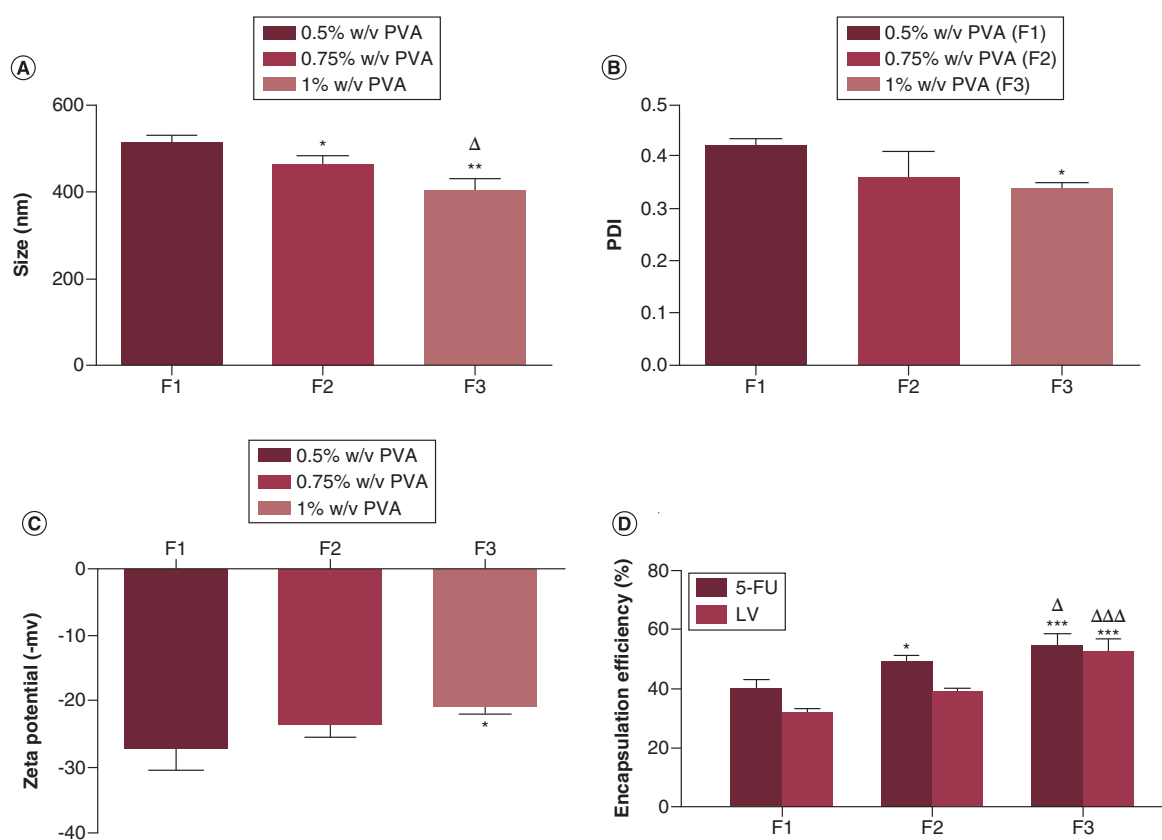 A
0.5% w/v PVA
0.75% w/v PVA
1% w/v PVA
Size (nm)
600
400
200
0
*
Δ
**
F1 F2 F3
B
0.5% w/v PVA (F1)
0.75% w/v PVA (F2)
1% w/v PVA (F3)
PDI
0.5
0.4
0.3
0.2
0.1
0.0
*
F1 F2 F3
C
0.5% w/v PVA
0.75% w/v PVA
1% w/v PVA
F1 F2 F3
Zeta potential (-mv)
0
-10
-20
-30
-40
*
D
5-FU
LV
Encapsulation efficiency (%)
80
60
40
20
0
*
Δ
***
ΔΔΔ
***
F1 F2 F3